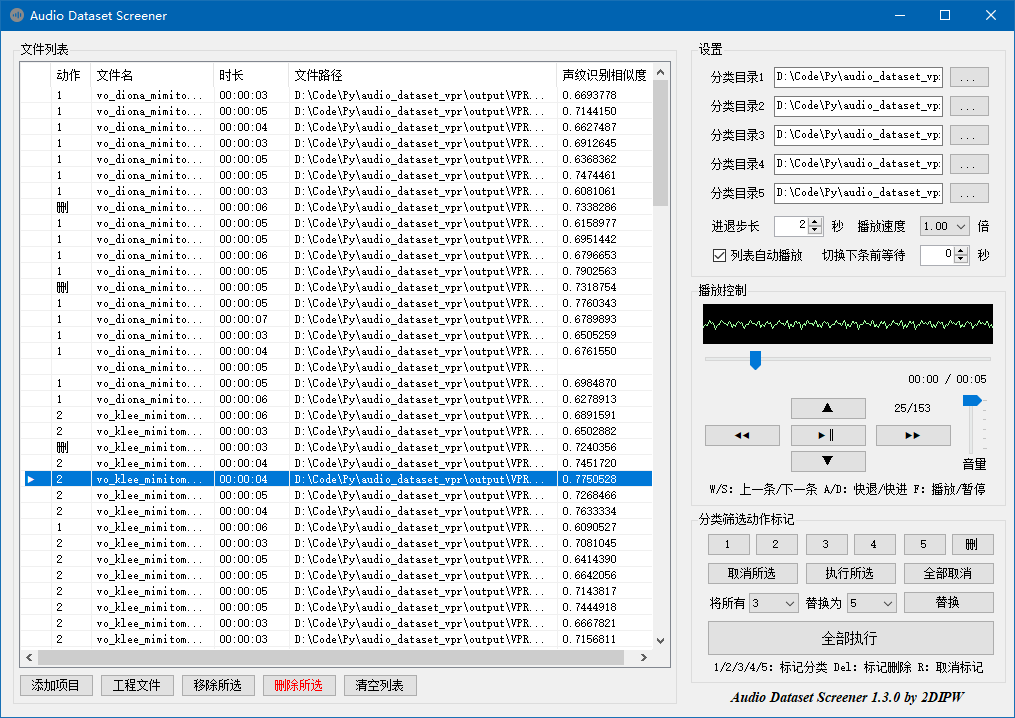 Audio Dataset Screener
文件列表
动作 文件名 时长 文件路径 声纹识别相似度
1 vo_diona_mimito... 00:00:03 D:\Code\Py\audio_dataset_vpr\output\VPR... 0.6693778
1 vo_diona_mimito... 00:00:05 D:\Code\Py\audio_dataset_vpr\output\VPR... 0.7144150
1 vo_diona_mimito... 00:00:04 D:\Code\Py\audio_dataset_vpr\output\VPR... 0.6627487
1 vo_diona_mimito... 00:00:03 D:\Code\Py\audio_dataset_vpr\output\VPR... 0.6912645
1 vo_diona_mimito... 00:00:05 D:\Code\Py\audio_dataset_vpr\output\VPR... 0.6368362
1 vo_diona_mimito... 00:00:05 D:\Code\Py\audio_dataset_vpr\output\VPR... 0.7474461
1 vo_diona_mimito... 00:00:03 D:\Code\Py\audio_dataset_vpr\output\VPR... 0.6081061
删 vo_diona_mimito... 00:00:06 D:\Code\Py\audio_dataset_vpr\output\VPR... 0.7338286
1 vo_diona_mimito... 00:00:05 D:\Code\Py\audio_dataset_vpr\output\VPR... 0.6158977
1 vo_diona_mimito... 00:00:05 D:\Code\Py\audio_dataset_vpr\output\VPR... 0.6951442
1 vo_diona_mimito... 00:00:06 D:\Code\Py\audio_dataset_vpr\output\VPR... 0.6796653
1 vo_diona_mimito... 00:00:05 D:\Code\Py\audio_dataset_vpr\output\VPR... 0.7902563
删 vo_diona_mimito... 00:00:05 D:\Code\Py\audio_dataset_vpr\output\VPR... 0.7318754
1 vo_diona_mimito... 00:00:05 D:\Code\Py\audio_dataset_vpr\output\VPR... 0.7760343
1 vo_diona_mimito... 00:00:07 D:\Code\Py\audio_dataset_vpr\output\VPR... 0.6789893
1 vo_diona_mimito... 00:00:03 D:\Code\Py\audio_dataset_vpr\output\VPR... 0.6505259
1 vo_diona_mimito... 00:00:04 D:\Code\Py\audio_dataset_vpr\output\VPR... 0.6761550
vo_diona_mimito... 00:00:05 D:\Code\Py\audio_dataset_vpr\output\VPR...
1 vo_diona_mimito... 00:00:05 D:\Code\Py\audio_dataset_vpr\output\VPR... 0.6984870
1 vo_diona_mimito... 00:00:06 D:\Code\Py\audio_dataset_vpr\output\VPR... 0.6278913
2 vo_klee_mimitom... 00:00:06 D:\Code\Py\audio_dataset_vpr\output\VPR... 0.6891591
2 vo_klee_mimitom... 00:00:03 D:\Code\Py\audio_dataset_vpr\output\VPR... 0.6502882
删 vo_klee_mimitom... 00:00:03 D:\Code\Py\audio_dataset_vpr\output\VPR... 0.7240356
2 vo_klee_mimitom... 00:00:04 D:\Code\Py\audio_dataset_vpr\output\VPR... 0.7451720
2 vo_klee_mimitom... 00:00:04 D:\Code\Py\audio_dataset_vpr\output\VPR... 0.7750528
2 vo_klee_mimitom... 00:00:05 D:\Code\Py\audio_dataset_vpr\output\VPR... 0.7268466
2 vo_klee_mimitom... 00:00:04 D:\Code\Py\audio_dataset_vpr\output\VPR... 0.7633334
1 vo_klee_mimitom... 00:00:06 D:\Code\Py\audio_dataset_vpr\output\VPR... 0.6090527
2 vo_klee_mimitom... 00:00:03 D:\Code\Py\audio_dataset_vpr\output\VPR... 0.7081045
2 vo_klee_mimitom... 00:00:05 D:\Code\Py\audio_dataset_vpr\output\VPR... 0.6414390
2 vo_klee_mimitom... 00:00:05 D:\Code\Py\audio_dataset_vpr\output\VPR... 0.6642056
2 vo_klee_mimitom... 00:00:05 D:\Code\Py\audio_dataset_vpr\output\VPR... 0.7143817
2 vo_klee_mimitom... 00:00:05 D:\Code\Py\audio_dataset_vpr\output\VPR... 0.7444918
2 vo_klee_mimitom... 00:00:03 D:\Code\Py\audio_dataset_vpr\output\VPR... 0.6667821
2 vo_klee_mimitom... 00:00:03 D:\Code\Py\audio_dataset_vpr\output\VPR... 0.7156811
添加项目 工程文件 移除所选 删除所选 清空列表
设置
分类目录1 D:\Code\Py\audio_dataset_vp: ...
分类目录2 D:\Code\Py\audio_dataset_vp: ...
分类目录3 D:\Code\Py\audio_dataset_vp: ...
分类目录4 D:\Code\Py\audio_dataset_vp: ...
分类目录5 D:\Code\Py\audio_dataset_vp: ...
进退步长 2 秒 播放速度 1.00 倍
列表自动播放 切换下条前等待 0 秒
播放控制
00:00 / 00:05
25/153
音量
W/S: 上一条/下一条 A/D: 快退/快进 F: 播放/暂停
分类筛选动作标记
1 2 3 4 5 删
取消所选 执行所选 全部取消
将所有 3 替换为 5 替换
全部执行
1/2/3/4/5: 标记分类 Del: 标记删除 R: 取消标记
Audio Dataset Screener 1.3.0 by 2DIPW